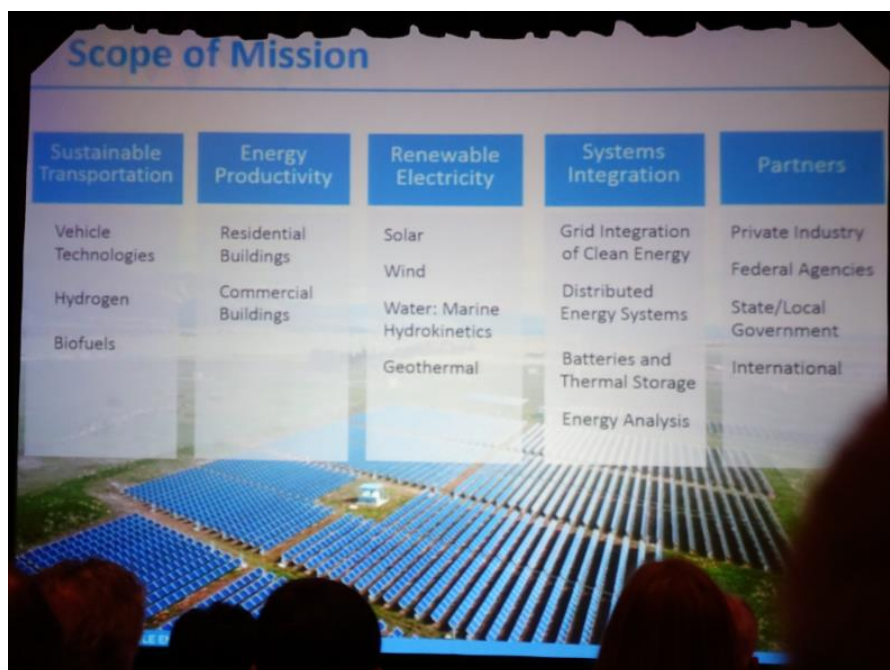 Scope of Mission
Sustainable
Transportation
Vehicle
Technologies
Hydrogen
Biofuels
Energy
Productivity
Residential
Buildings
Commercial
Buildings
Renewable
Electricity
Solar
Wind
Water: Marine
Hydrokinetics
Geothermal
Systems
Integration
Grid Integration
of Clean Energy
Distributed
Energy Systems
Batteries and
Thermal Storage
Energy Analysis
Partners
Private Industry
Federal Agencies
State/Local
Government
International